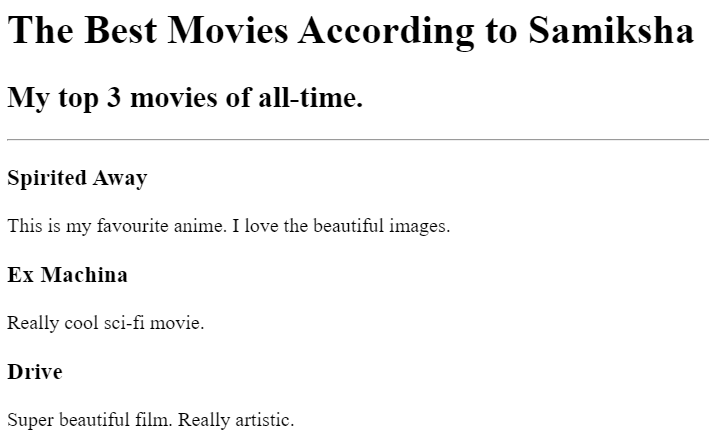 The Best Movies According to Samiksha
My top 3 movies of all-time.
Spirited Away
This is my favourite anime. I love the beautiful images.
Ex Machina
Really cool sci-fi movie.
Drive
Super beautiful film. Really artistic.